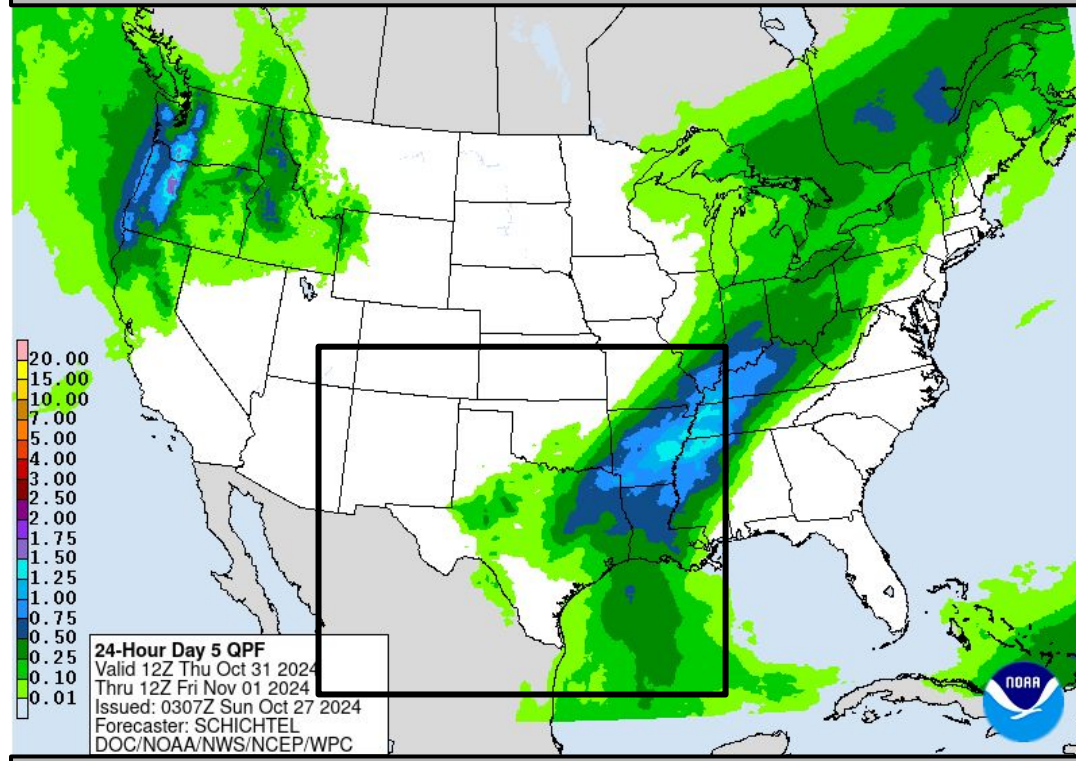 20.00
15.00
10.00
7.00
5.00
4.00
3.00
2.50
2.00
1.75
1.50
1.25
1.00
0.75
0.50
0.25
0.10
0.01
24-Hour Day 5 QPF
Valid 12Z Thu Oct 31 2024
Thru 12Z Fri Nov 01 2024
Issued: 0307Z Sun Oct 27 2024
Forecaster: SCHICHTEL
DOC/NOAA/NWS/NCEP/WPC
NOAA